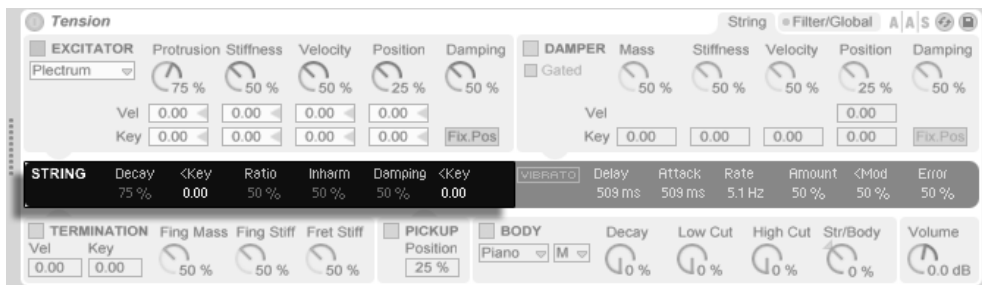 Tension String Filter/Global A A S
EXCITATOR Protrusion Stiffness Velocity Position Damping
Plectrum 75 % 50 % 50 % 25 % 50 %
Vel 0.00 0.00 0.00 0.00
Key 0.00 0.00 0.00 0.00 Fix.Pos
DAMPER Mass Stiffness Velocity Position Damping
Gated 50 % 50 % 50 % 25 % 50 %
Vel 0.00
Key 0.00 0.00 0.00 0.00 Fix.Pos
STRING Decay <Key Ratio Inharm Damping <Key
75 % 0.00 50 % 50 % 50 % 0.00
VIBRATO Delay Attack Rate Amount <Mod Error
509 ms 509 ms 5.1 Hz 50 % 50 % 50 %
TERMINATION Fing Mass Fing Stiff Fret Stiff
Vel Key
0.00 0.00 50 % 50 % 50 %
PICKUP
Position
25 %
BODY Decay Low Cut High Cut Str/Body
Piano M 0 % 0 % 0 % 0 %
Volume
0.0 dB